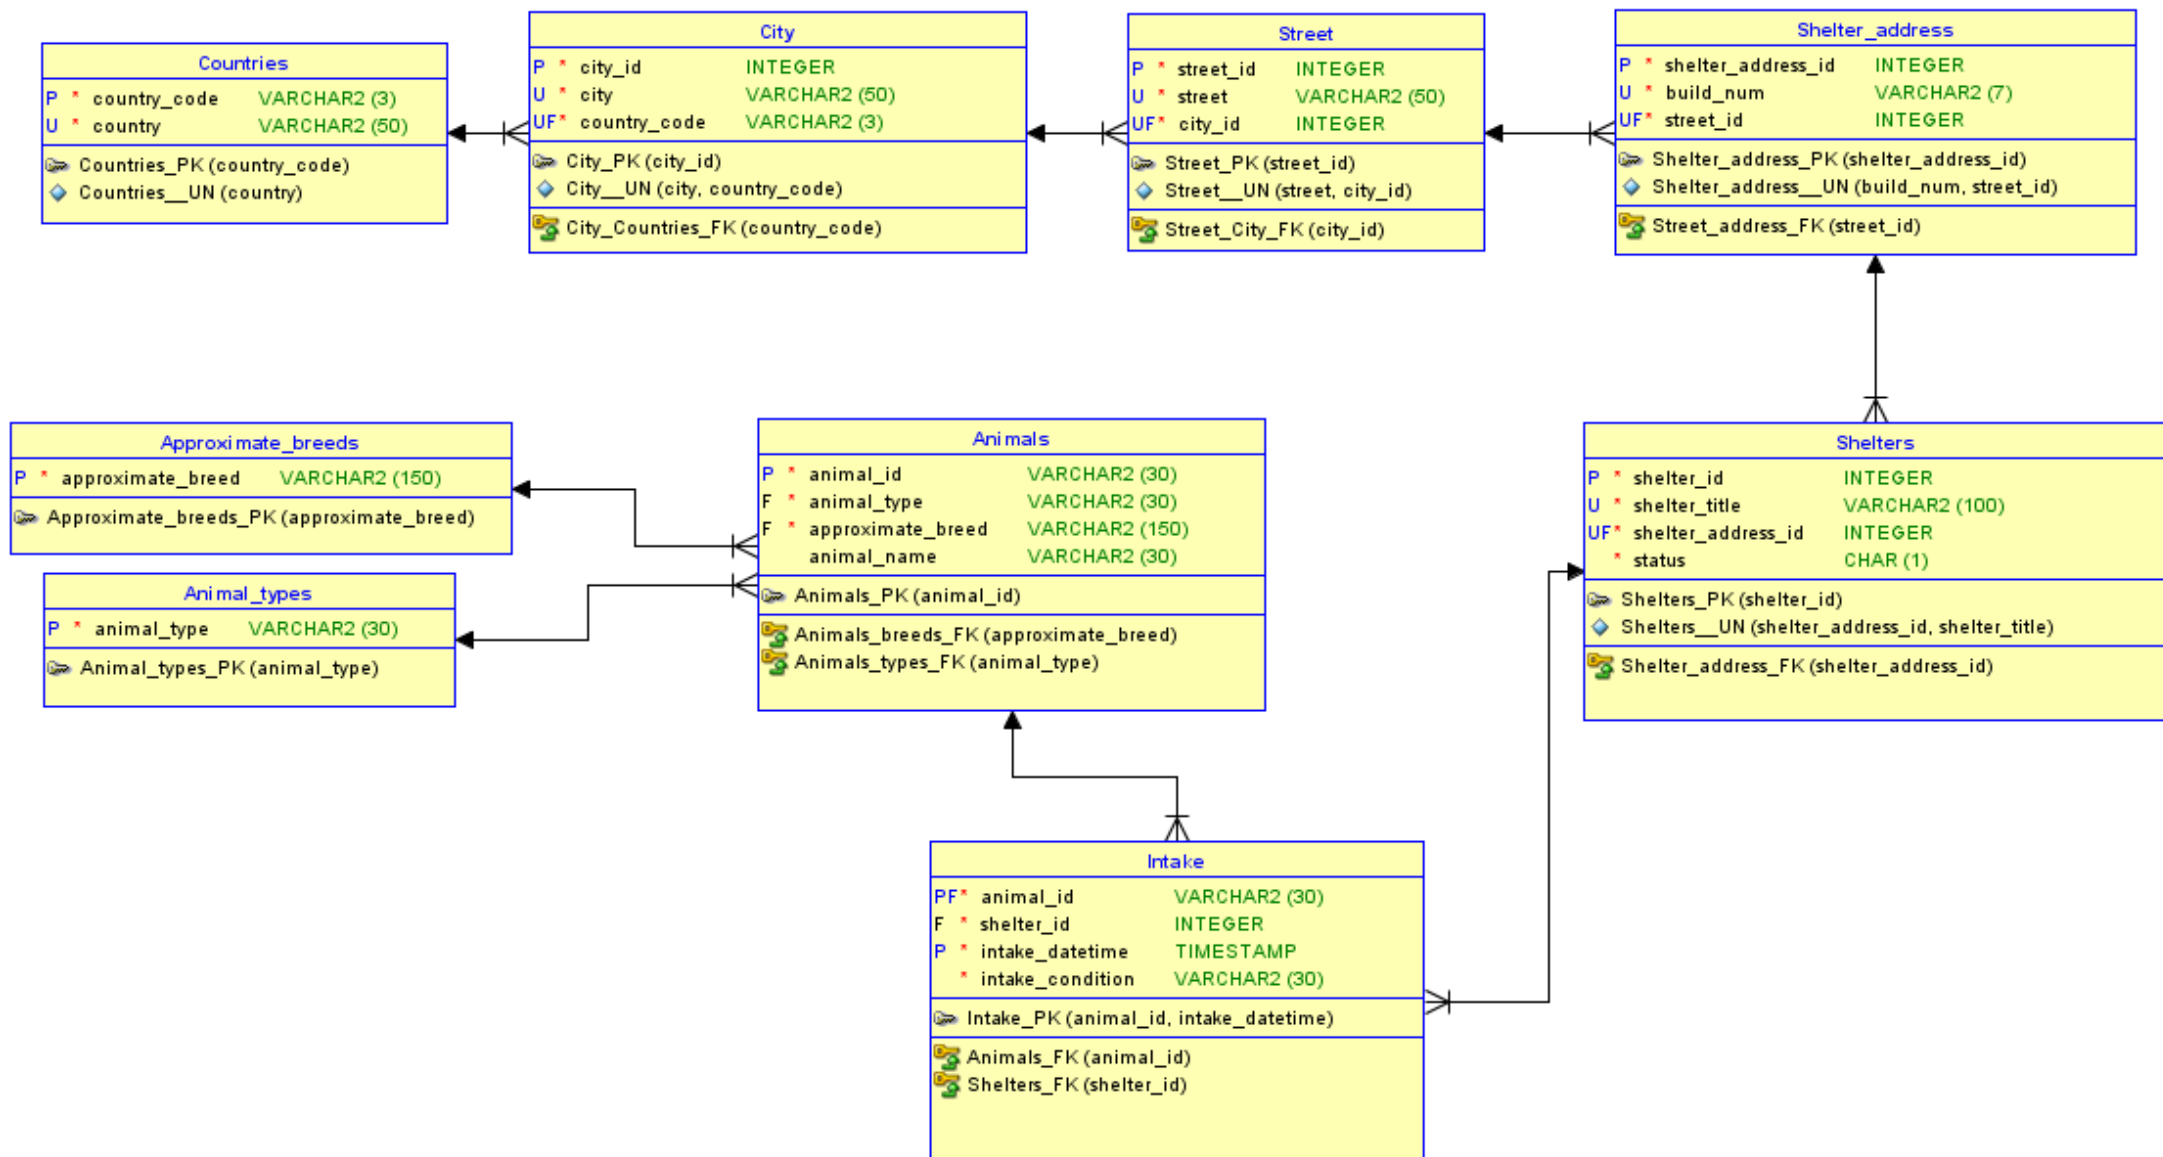 Countries
P * country_code VARCHAR2 (3)
U * country VARCHAR2 (50)
Countries_PK (country_code)
Countries__UN (country)
City
P * city_id INTEGER
U * city VARCHAR2 (50)
UF* country_code VARCHAR2 (3)
City_PK (city_id)
City__UN (city, country_code)
City_Countries_FK (country_code)
Street
P * street_id INTEGER
U * street VARCHAR2 (50)
UF* city_id INTEGER
Street_PK (street_id)
Street__UN (street, city_id)
Street_City_FK (city_id)
Shelter_address
P * shelter_address_id INTEGER
U * build_num VARCHAR2 (7)
UF* street_id INTEGER
Shelter_address_PK (shelter_address_id)
Shelter_address__UN (build_num, street_id)
Street_address_FK (street_id)
Approximate_breeds
P * approximate_breed VARCHAR2 (150)
Approximate_breeds_PK (approximate_breed)
Animal_types
P * animal_type VARCHAR2 (30)
Animal_types_PK (animal_type)
Animals
P * animal_id VARCHAR2 (30)
F * animal_type VARCHAR2 (30)
F * approximate_breed VARCHAR2 (150)
animal_name VARCHAR2 (30)
Animals_PK (animal_id)
Animals_breeds_FK (approximate_breed)
Animals_types_FK (animal_type)
Shelters
P * shelter_id INTEGER
U * shelter_title VARCHAR2 (100)
UF* shelter_address_id INTEGER
* status CHAR (1)
Shelters_PK (shelter_id)
Shelters__UN (shelter_address_id, shelter_title)
Shelter_address_FK (shelter_address_id)
Intake
PF* animal_id VARCHAR2 (30)
F * shelter_id INTEGER
P * intake_datetime TIMESTAMP
* intake_condition VARCHAR2 (30)
Intake_PK (animal_id, intake_datetime)
Animals_FK (animal_id)
Shelters_FK (shelter_id)